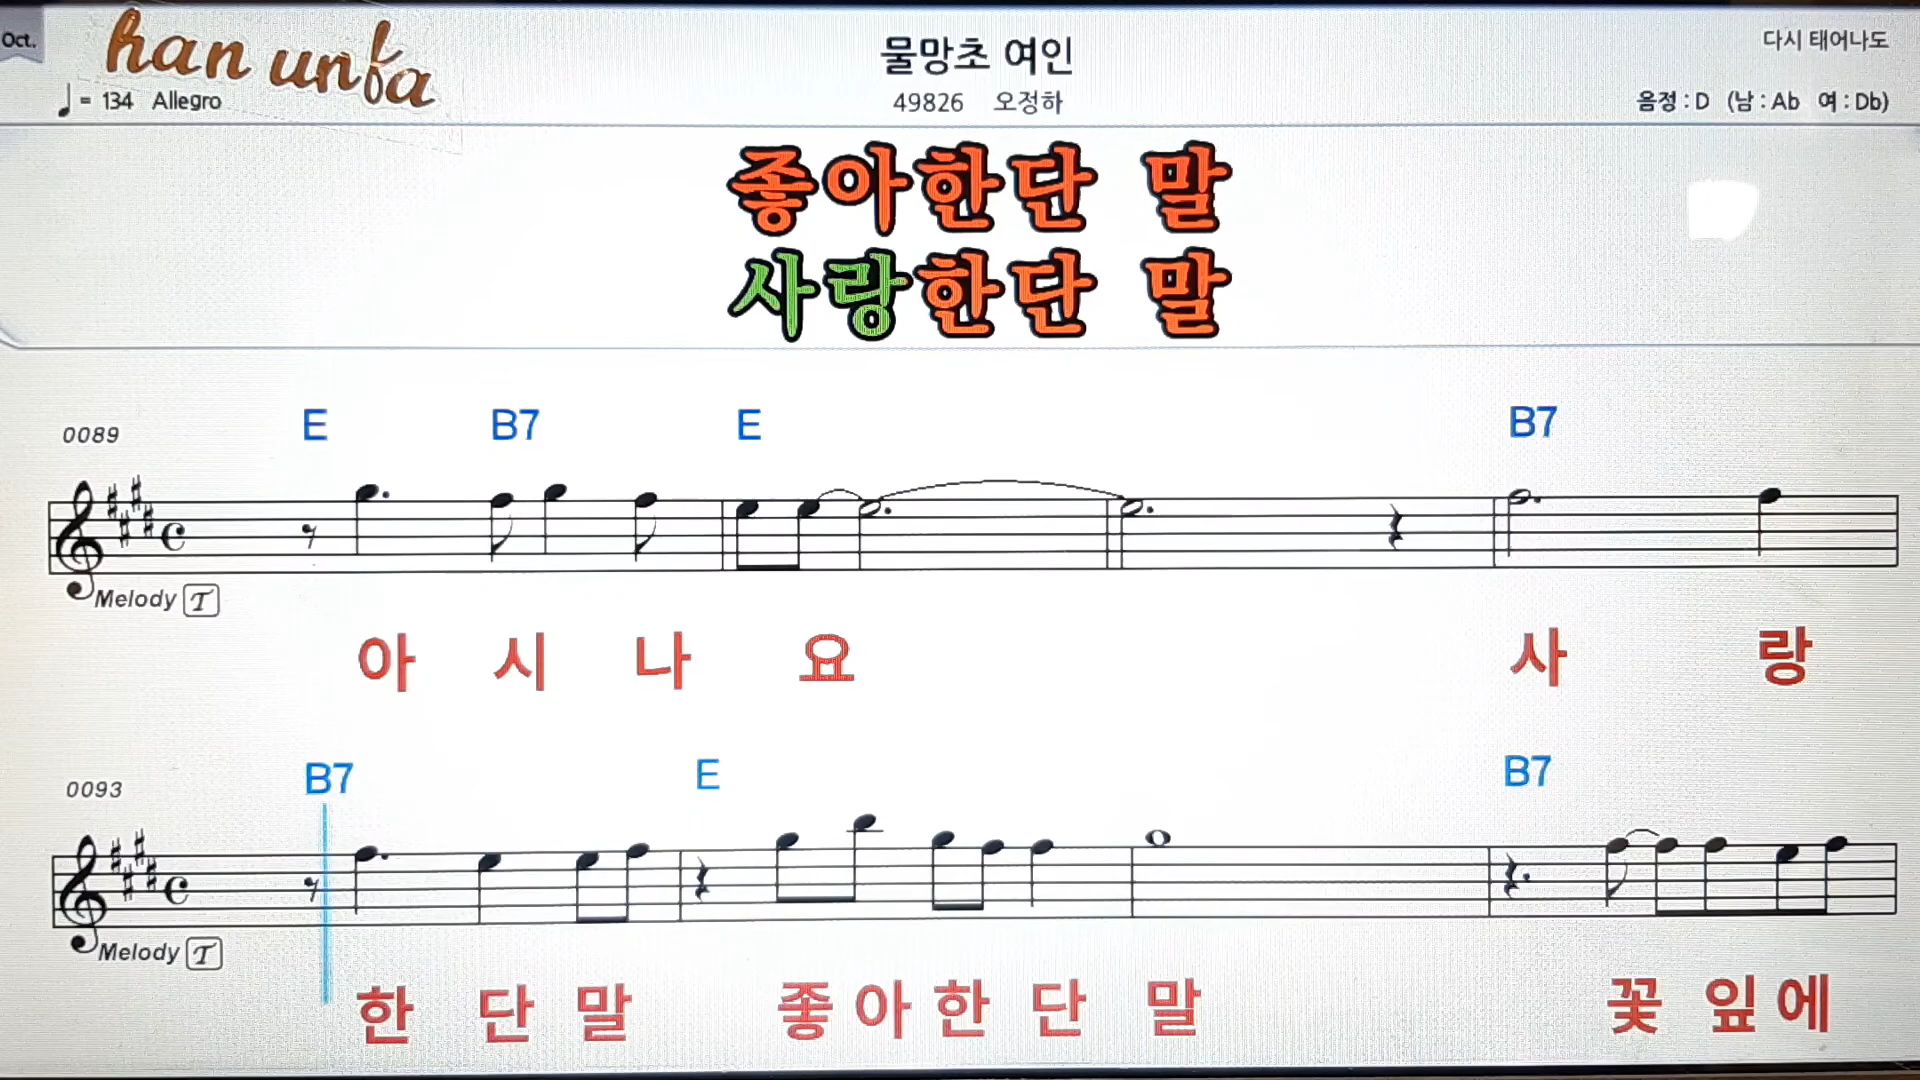 Oct.
han unfa
물망초 여인
다시 태어나도
♩= 134 Allegro
49826 오정하
음정 : D (남 : Ab 여 : Db)
좋아한단 말
사랑한단 말
0089 E B7 E B7
Melody T
아 시 나 요 사 랑
0093 B7 E B7
Melody T
한 단 말 좋 아 한 단 말 꽃 잎 에